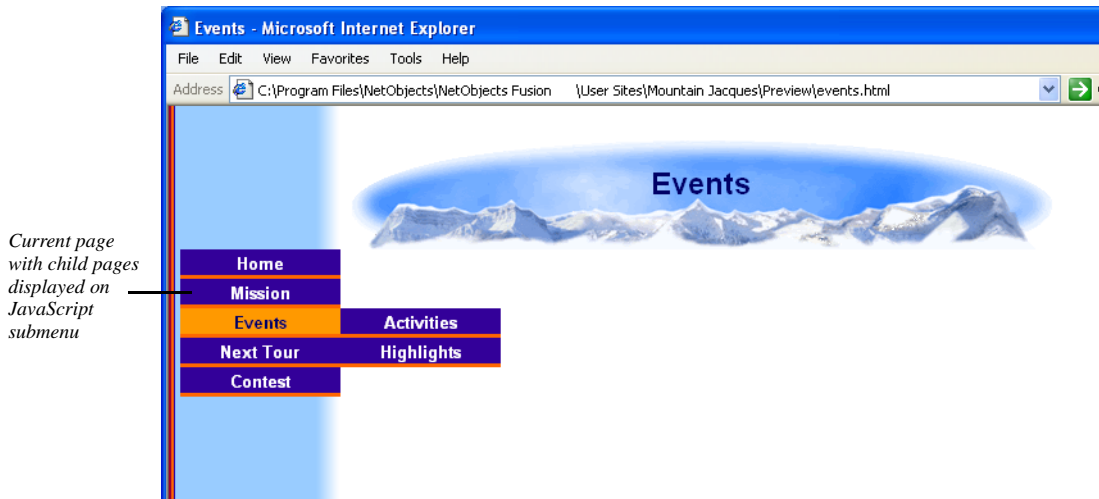 Events - Microsoft Internet Explorer
File Edit View Favorites Tools Help
Address C:\Program Files\NetObjects\NetObjects Fusion \User Sites\Mountain Jacques\Preview\events.html
Events
Current page
with child pages
displayed on
JavaScript
submenu
Home
Mission
Events Activities
Next Tour Highlights
Contest